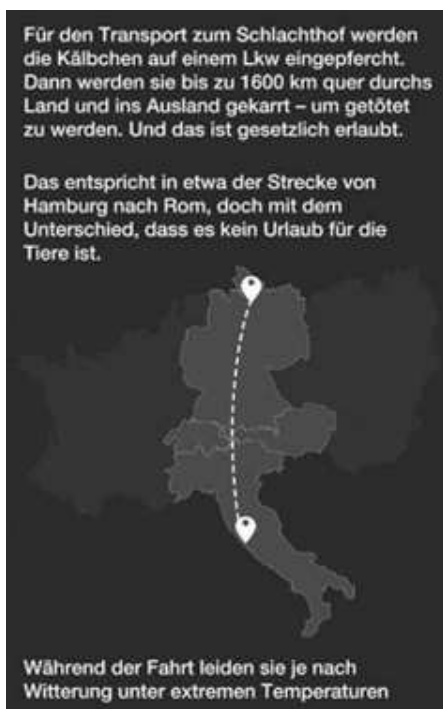 Für den Transport zum Schlachthof werden
die Kälbchen auf einem Lkw eingepfercht.
Dann werden sie bis zu 1600 km quer durchs
Land und ins Ausland gekarrt – um getötet
zu werden. Und das ist gesetzlich erlaubt.
Das entspricht in etwa der Strecke von
Hamburg nach Rom, doch mit dem
Unterschied, dass es kein Urlaub für die
Tiere ist.
Während der Fahrt leiden sie je nach
Witterung unter extremen Temperaturen